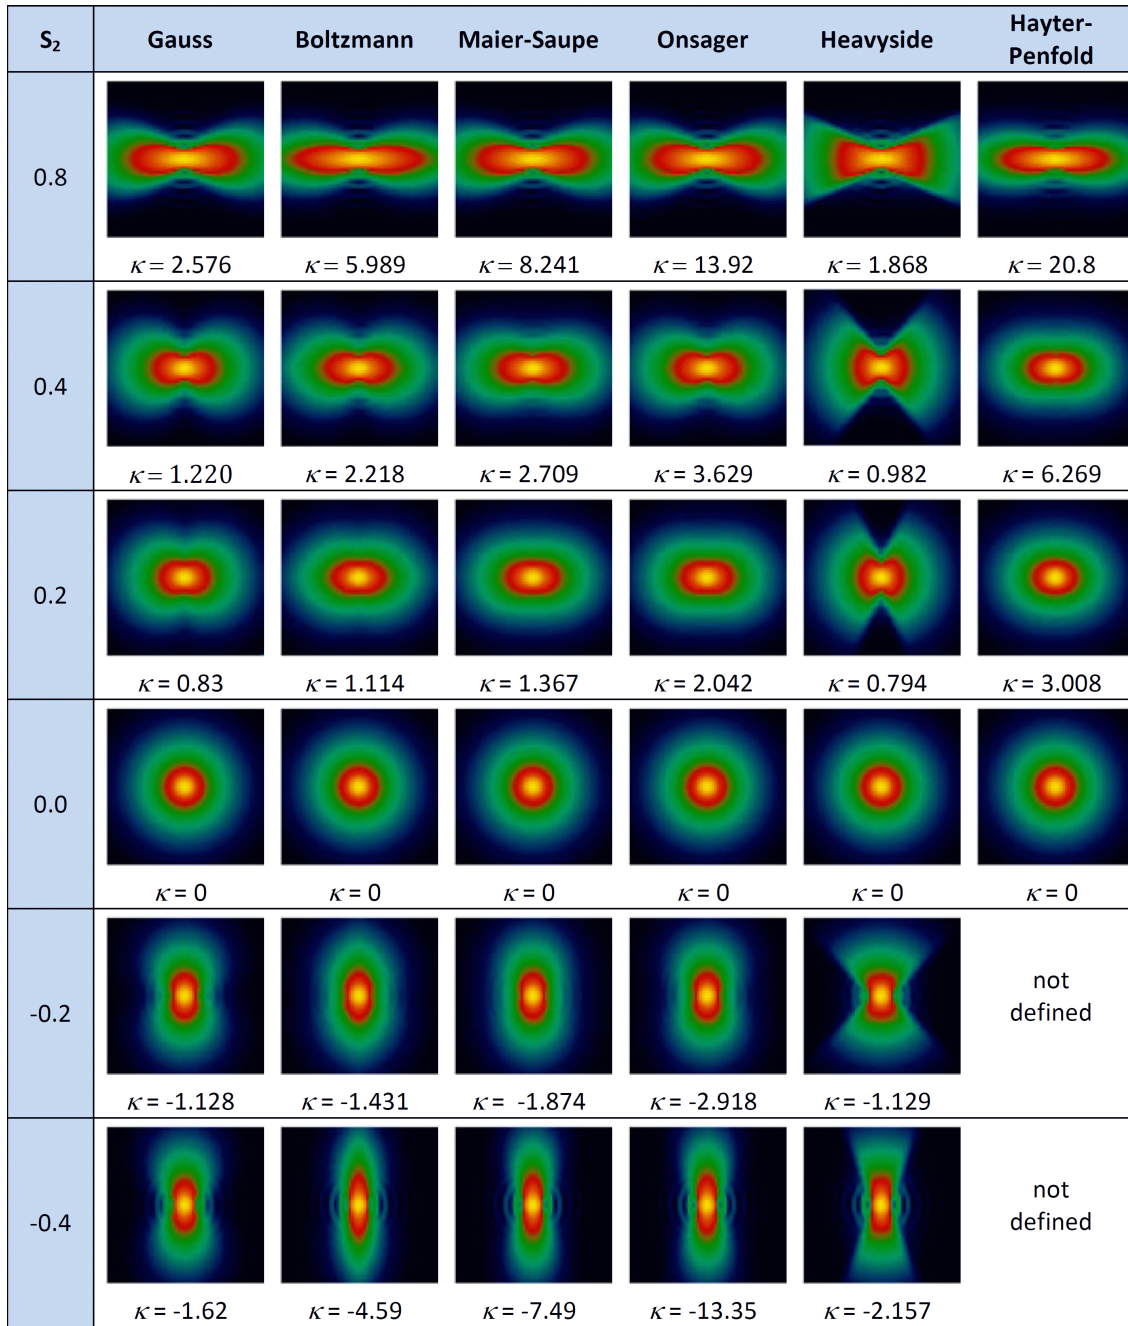 S₂ Gauss Boltzmann Maier-Saupe Onsager Heavyside Hayter-
Penfold
0.8
κ = 2.576 κ = 5.989 κ = 8.241 κ = 13.92 κ = 1.868 κ = 20.8
0.4
κ = 1.220 κ = 2.218 κ = 2.709 κ = 3.629 κ = 0.982 κ = 6.269
0.2
κ = 0.83 κ = 1.114 κ = 1.367 κ = 2.042 κ = 0.794 κ = 3.008
0.0
κ = 0 κ = 0 κ = 0 κ = 0 κ = 0 κ = 0
-0.2 not
defined
κ = -1.128 κ = -1.431 κ = -1.874 κ = -2.918 κ = -1.129
-0.4 not
defined
κ = -1.62 κ = -4.59 κ = -7.49 κ = -13.35 κ = -2.157